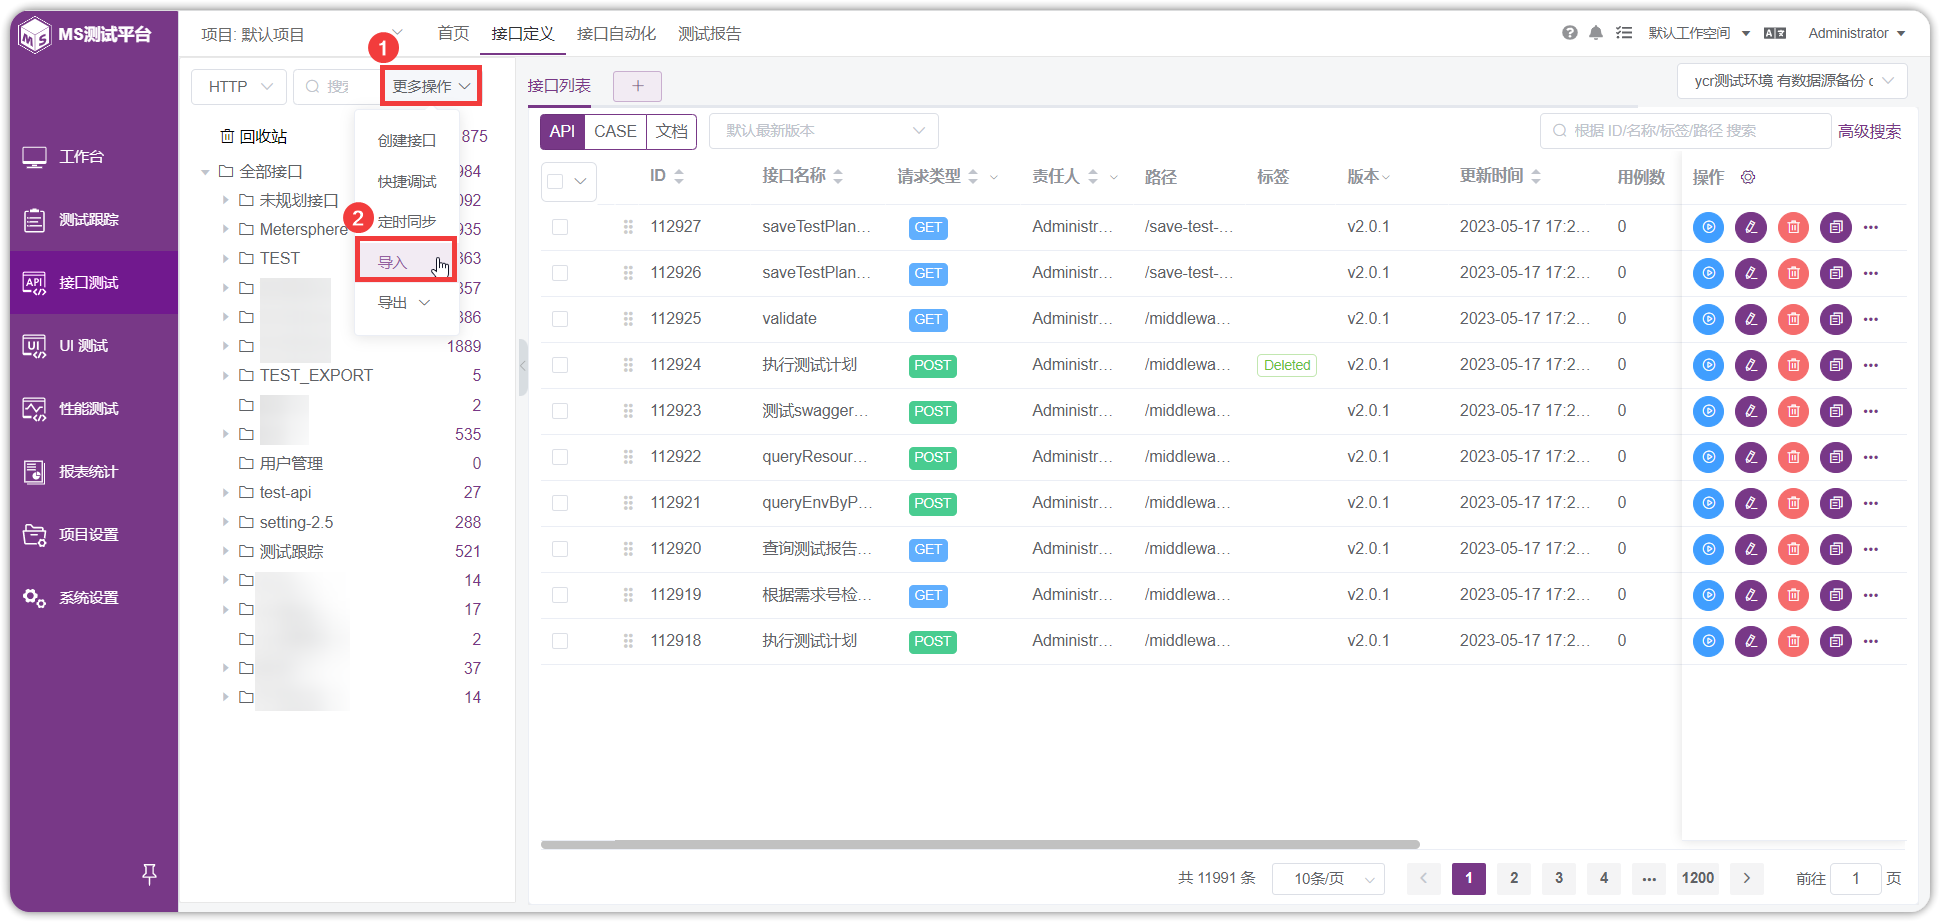 MS测试平台
项目: 默认项目
首页
接口定义
接口自动化
测试报告
默认工作空间
Administrator
1
HTTP
更多操作
接口列表
+
ycr测试环境 有数据源备份
工作台
测试跟踪
接口测试
UI 测试
性能测试
报表统计
项目设置
系统设置
回收站
875
全部接口
984
未规划接口
092
Metersphere
935
TEST
863
357
386
1889
TEST_EXPORT
5
2
535
用户管理
0
test-api
27
setting-2.5
288
测试跟踪
521
14
17
2
37
14
创建接口
快捷调试
2
定时同步
导入
导出
API
CASE
文档
默认最新版本
根据 ID/名称/标签/路径 搜索
高级搜索
ID 接口名称 请求类型 责任人 路径 标签 版本 更新时间 用例数 操作
112927 saveTestPlan... GET Administr... /save-test-... v2.0.1 2023-05-17 17:2... 0
112926 saveTestPlan... GET Administr... /save-test-... v2.0.1 2023-05-17 17:2... 0
112925 validate GET Administr... /middlewa... v2.0.1 2023-05-17 17:2... 0
112924 执行测试计划 POST Administr... /middlewa... Deleted v2.0.1 2023-05-17 17:2... 0
112923 测试swagger... POST Administr... /middlewa... v2.0.1 2023-05-17 17:2... 0
112922 queryResour... POST Administr... /middlewa... v2.0.1 2023-05-17 17:2... 0
112921 queryEnvByP... POST Administr... /middlewa... v2.0.1 2023-05-17 17:2... 0
112920 查询测试报告... GET Administr... /middlewa... v2.0.1 2023-05-17 17:2... 0
112919 根据需求号检... GET Administr... /middlewa... v2.0.1 2023-05-17 17:2... 0
112918 执行测试计划 POST Administr... /middlewa... v2.0.1 2023-05-17 17:2... 0
共 11991 条 10条/页 < 1 2 3 4 ... 1200 > 前往 1 页